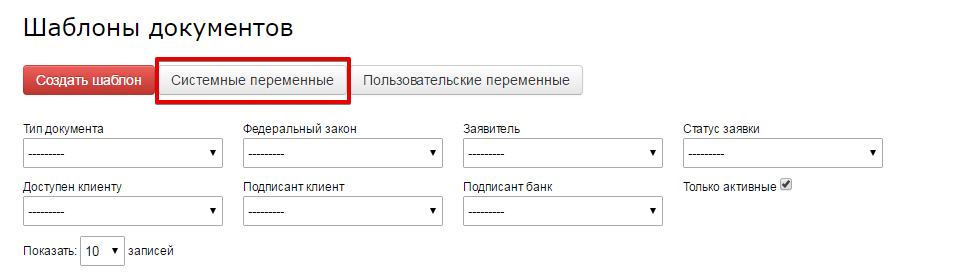 Шаблоны документов
Создать шаблон Системные переменные Пользовательские переменные
Тип документа Федеральный закон Заявитель Статус заявки
--------- --------- --------- ---------
Доступен клиенту Подписант клиент Подписант банк Только активные
--------- --------- ---------
Показать: 10 записей